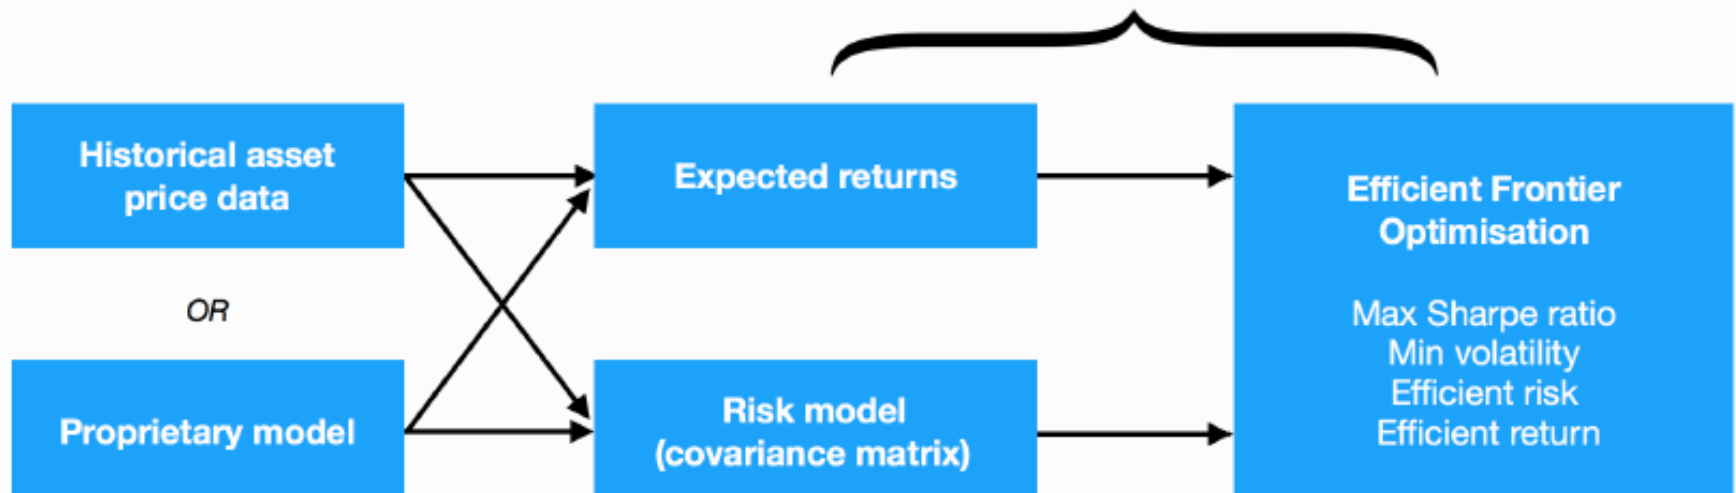 Historical asset
price data
OR
Proprietary model
Expected returns
Risk model
(covariance matrix)
Efficient Frontier
Optimisation
Max Sharpe ratio
Min volatility
Efficient risk
Efficient return